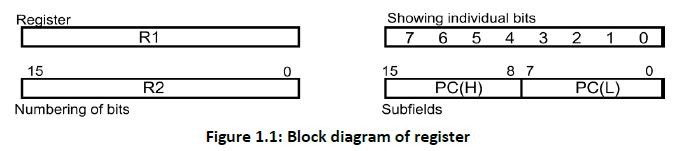 Register
R1
Showing individual bits
7 6 5 4 3 2 1 0
15 0
R2
Numbering of bits
15 8 7 0
PC(H) PC(L)
Subfields
Figure 1.1: Block diagram of register